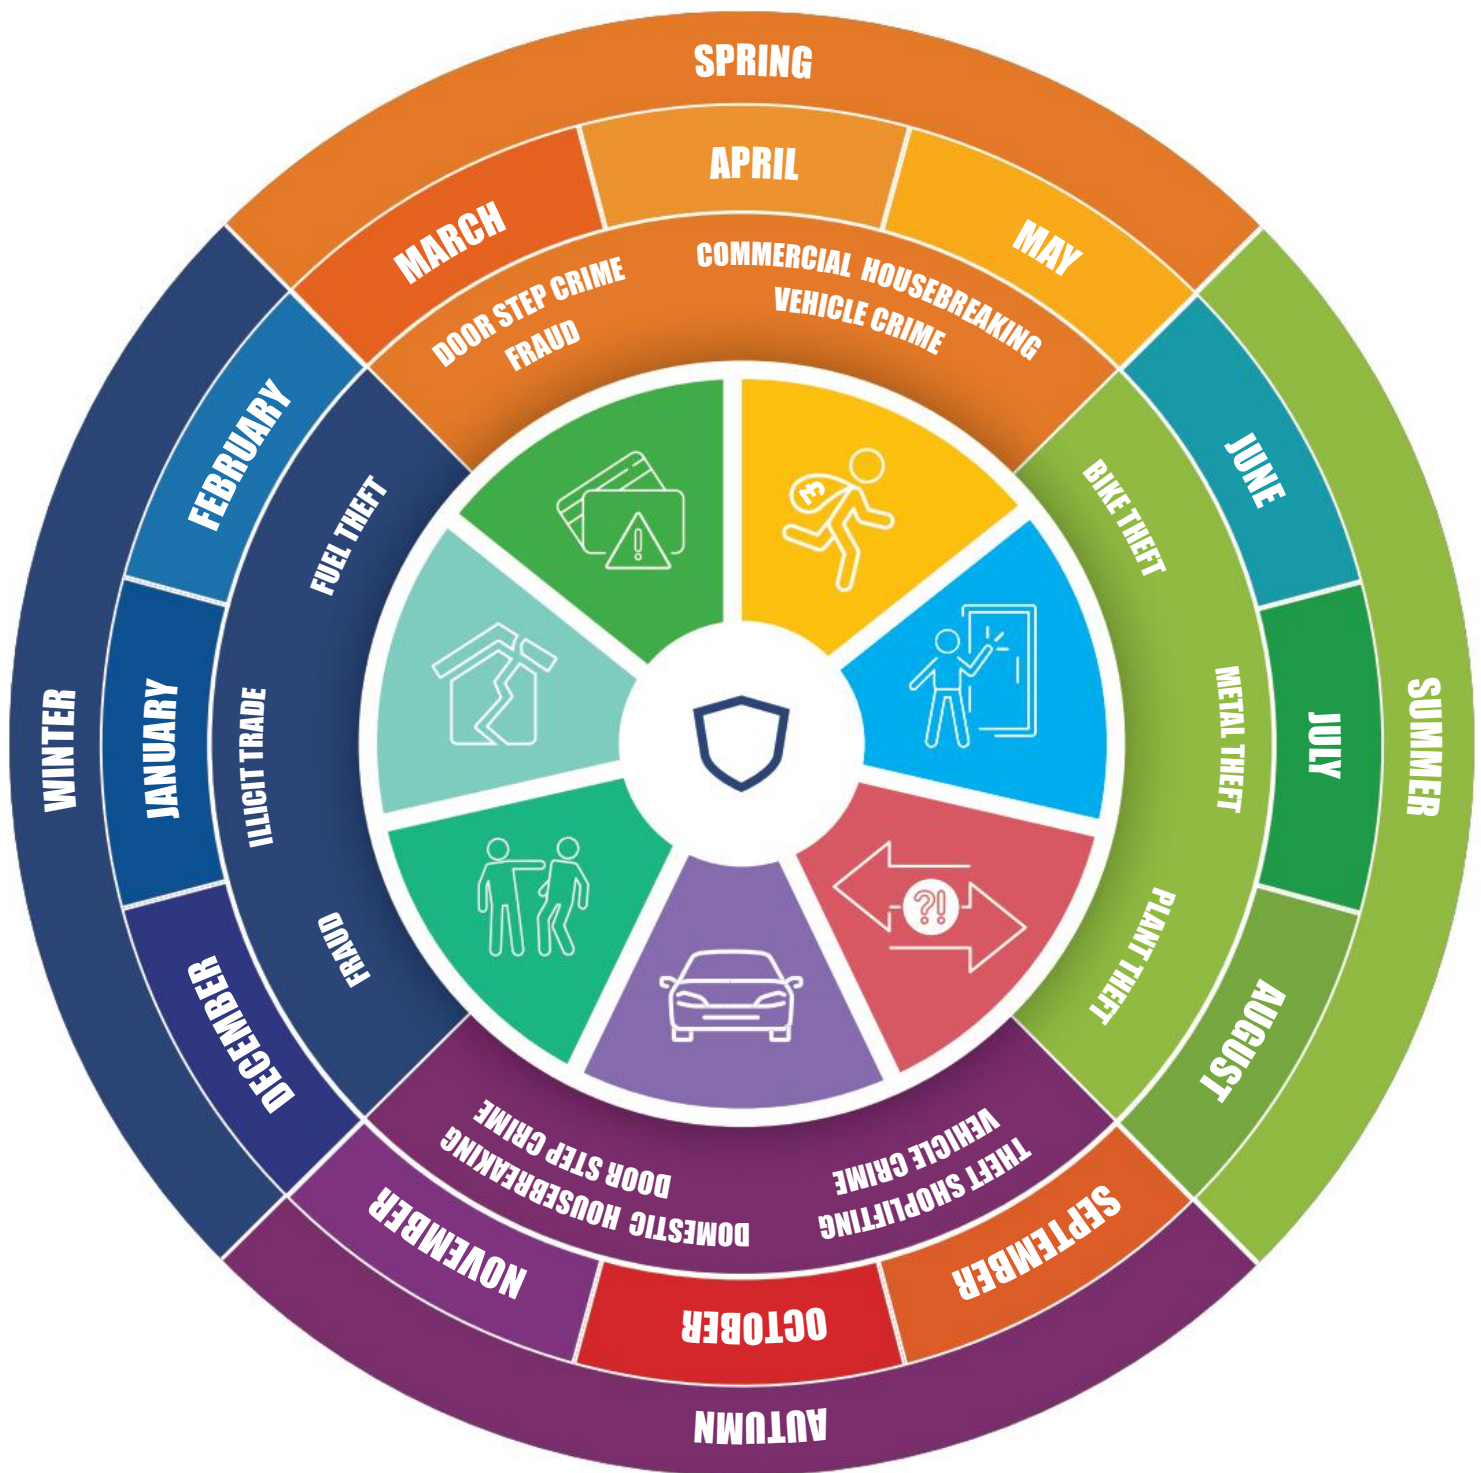 SPRING
MARCH
APRIL
MAY
DOOR STEP CRIME
FRAUD
COMMERCIAL HOUSEBREAKING
VEHICLE CRIME
SUMMER
JUNE
JULY
AUGUST
BIKE THEFT
METAL THEFT
PLANT THEFT
AUTUMN
SEPTEMBER
OCTOBER
NOVEMBER
THEFT SHOPLIFTING
VEHICLE CRIME
DOMESTIC HOUSEBREAKING
DOOR STEP CRIME
WINTER
DECEMBER
JANUARY
FEBRUARY
FRAUD
ILLICIT TRADE
FUEL THEFT
£
?!
!